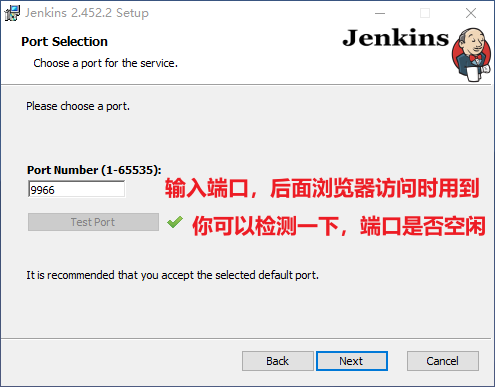 Jenkins 2.452.2 Setup
Port Selection
Choose a port for the service.
Jenkins
Please choose a port.
Port Number (1-65535):
9966
输入端口，后面浏览器访问时用到
Test Port
你可以检测一下，端口是否空闲
It is recommended that you accept the selected default port.
Back
Next
Cancel